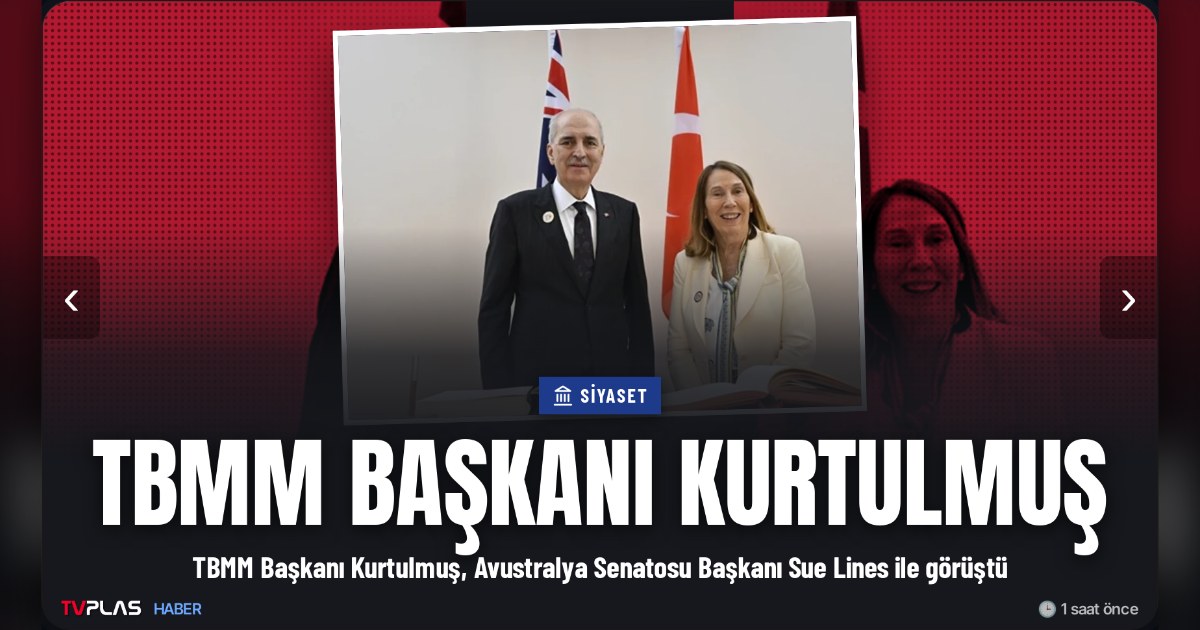 SİYASET
TBMM BAŞKANI KURTULMUŞ
TBMM Başkanı Kurtulmuş, Avustralya Senatosu Başkanı Sue Lines ile görüştü
TVPLAS HABER
1 saat önce